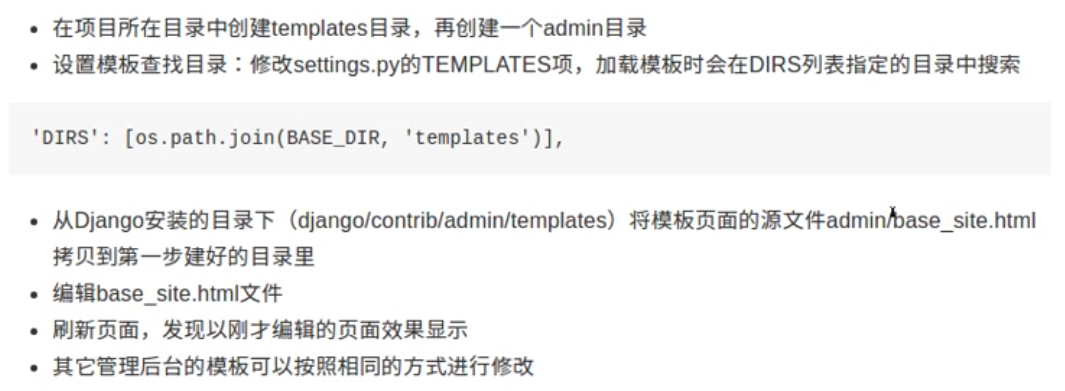 在项目所在目录中创建templates目录，再创建一个admin目录
设置模板查找目录：修改settings.py的TEMPLATES项，加载模板时会在DIRS列表指定的目录中搜索
'DIRS': [os.path.join(BASE_DIR, 'templates')],
从Django安装的目录下（django/contrib/admin/templates）将模板页面的源文件admin/base_site.html
拷贝到第一步建好的目录里
编辑base_site.html文件
刷新页面，发现以刚才编辑的页面效果显示
其它管理后台的模板可以按照相同的方式进行修改